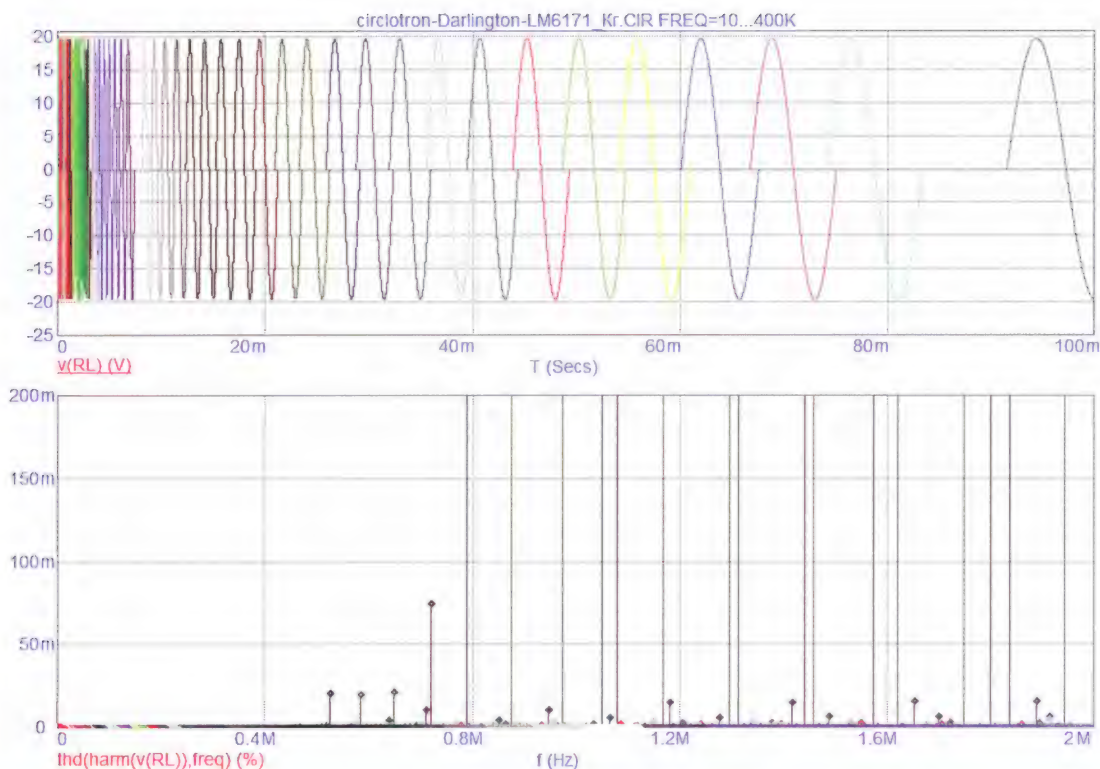 circlotron-Darlington-LM6171_Kr.CIR FREQ=10...400K
20
15
10
5
0
-5
-10
-15
-20
-25
0 20m 40m 60m 80m 100m
v(RL) (V) T (Secs)
200m
150m
100m
50m
0
0 0.4M 0.8M 1.2M 1.6M 2M
thd(harm(v(RL)),freq) (%) f (Hz)